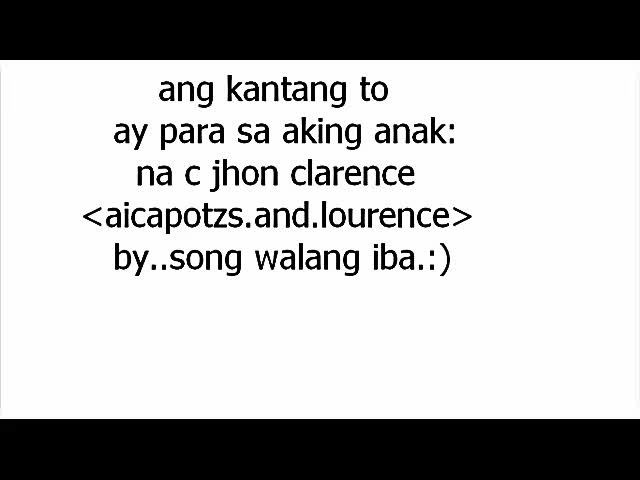 ang kantang to
ay para sa aking anak:
na c jhon clarence
<aicapotzs.and.lourence>
by..song walang iba.:)